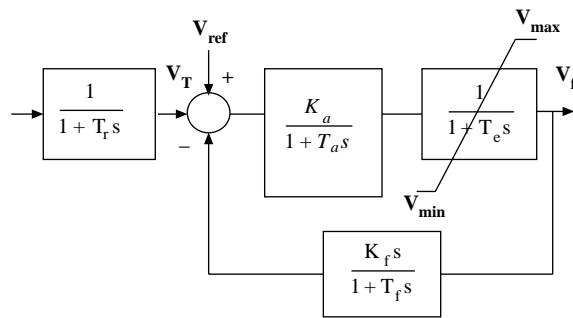 V_ref
V_max
V_T
+
V_f
1
1 + T_r s
−
K_a
1 + T_a s
1
1 + T_e s
V_min
K_f s
1 + T_f s